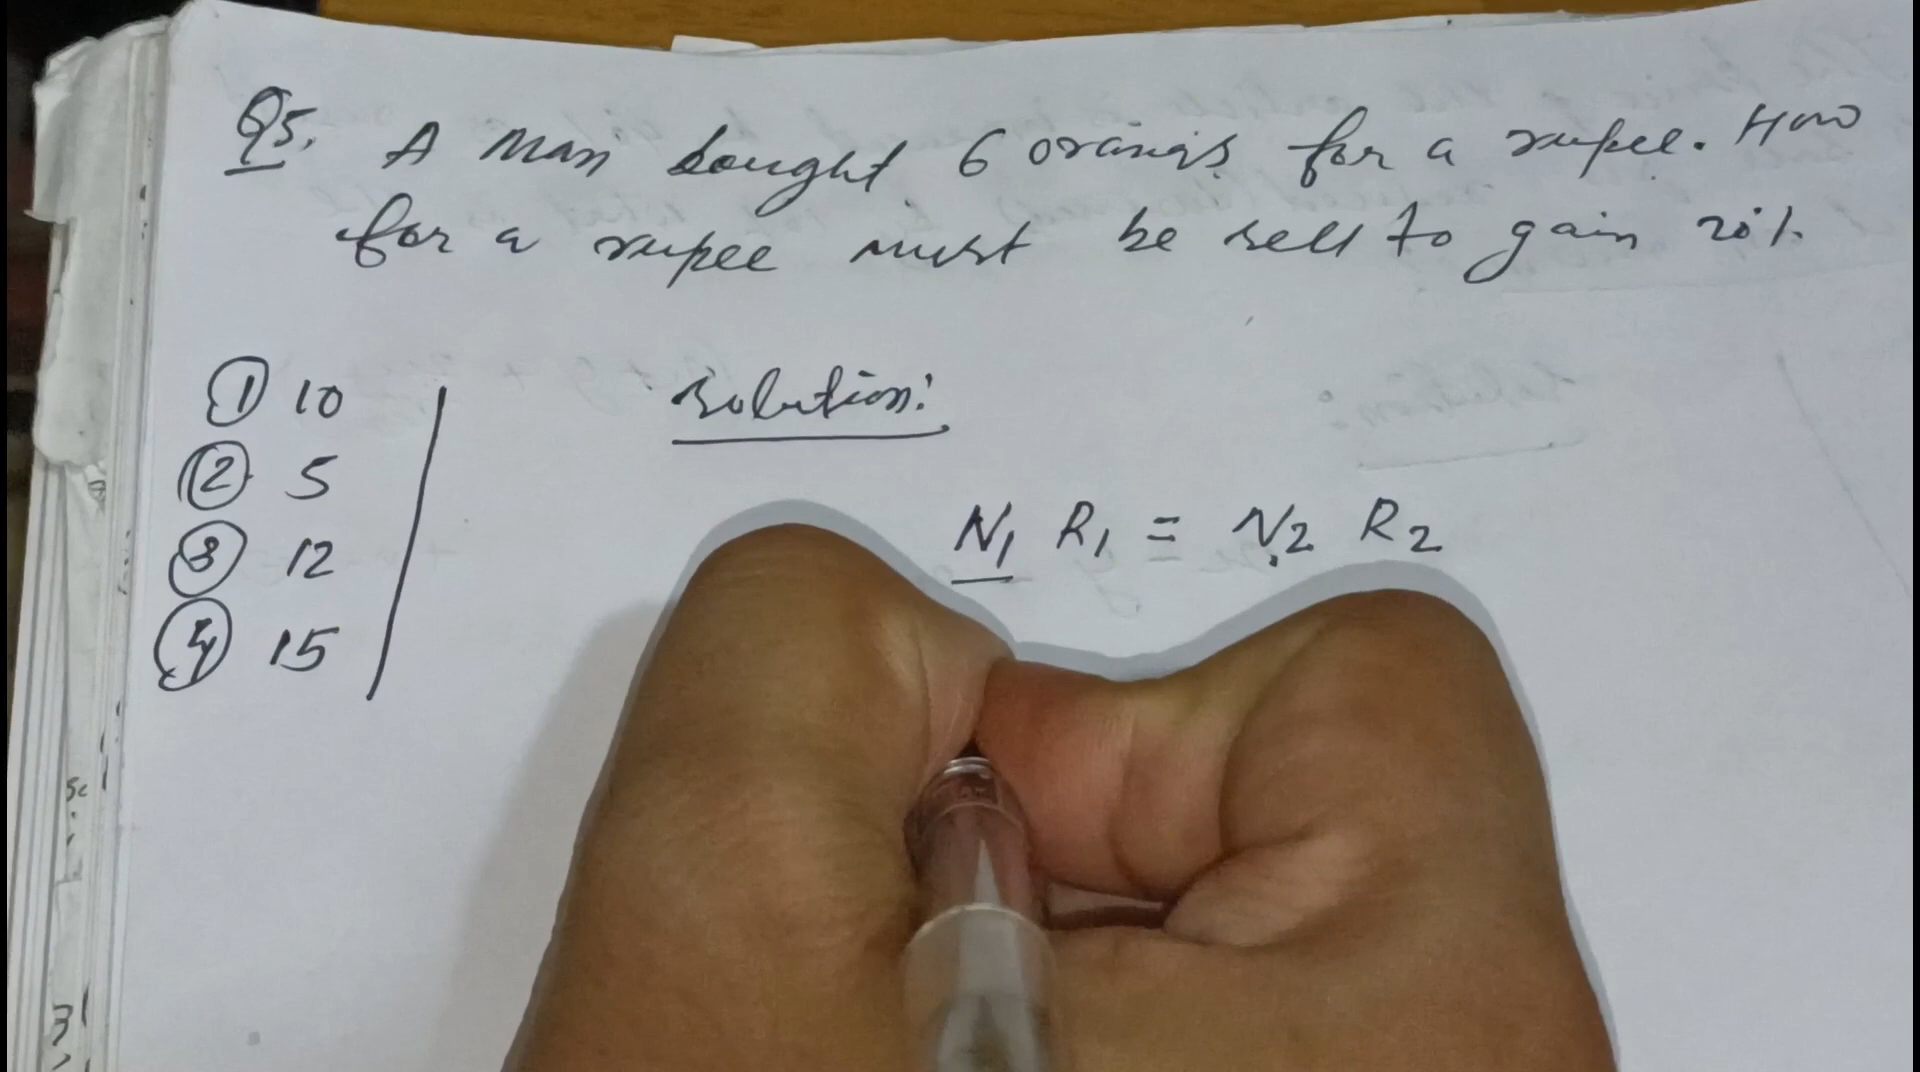 Q5. A Man bought 6 oranges for a rupee. How
for a rupee must be sell to gain 20%.
① 10
② 5
③ 12
④ 15
Solution:
N1 R1 = N2 R2